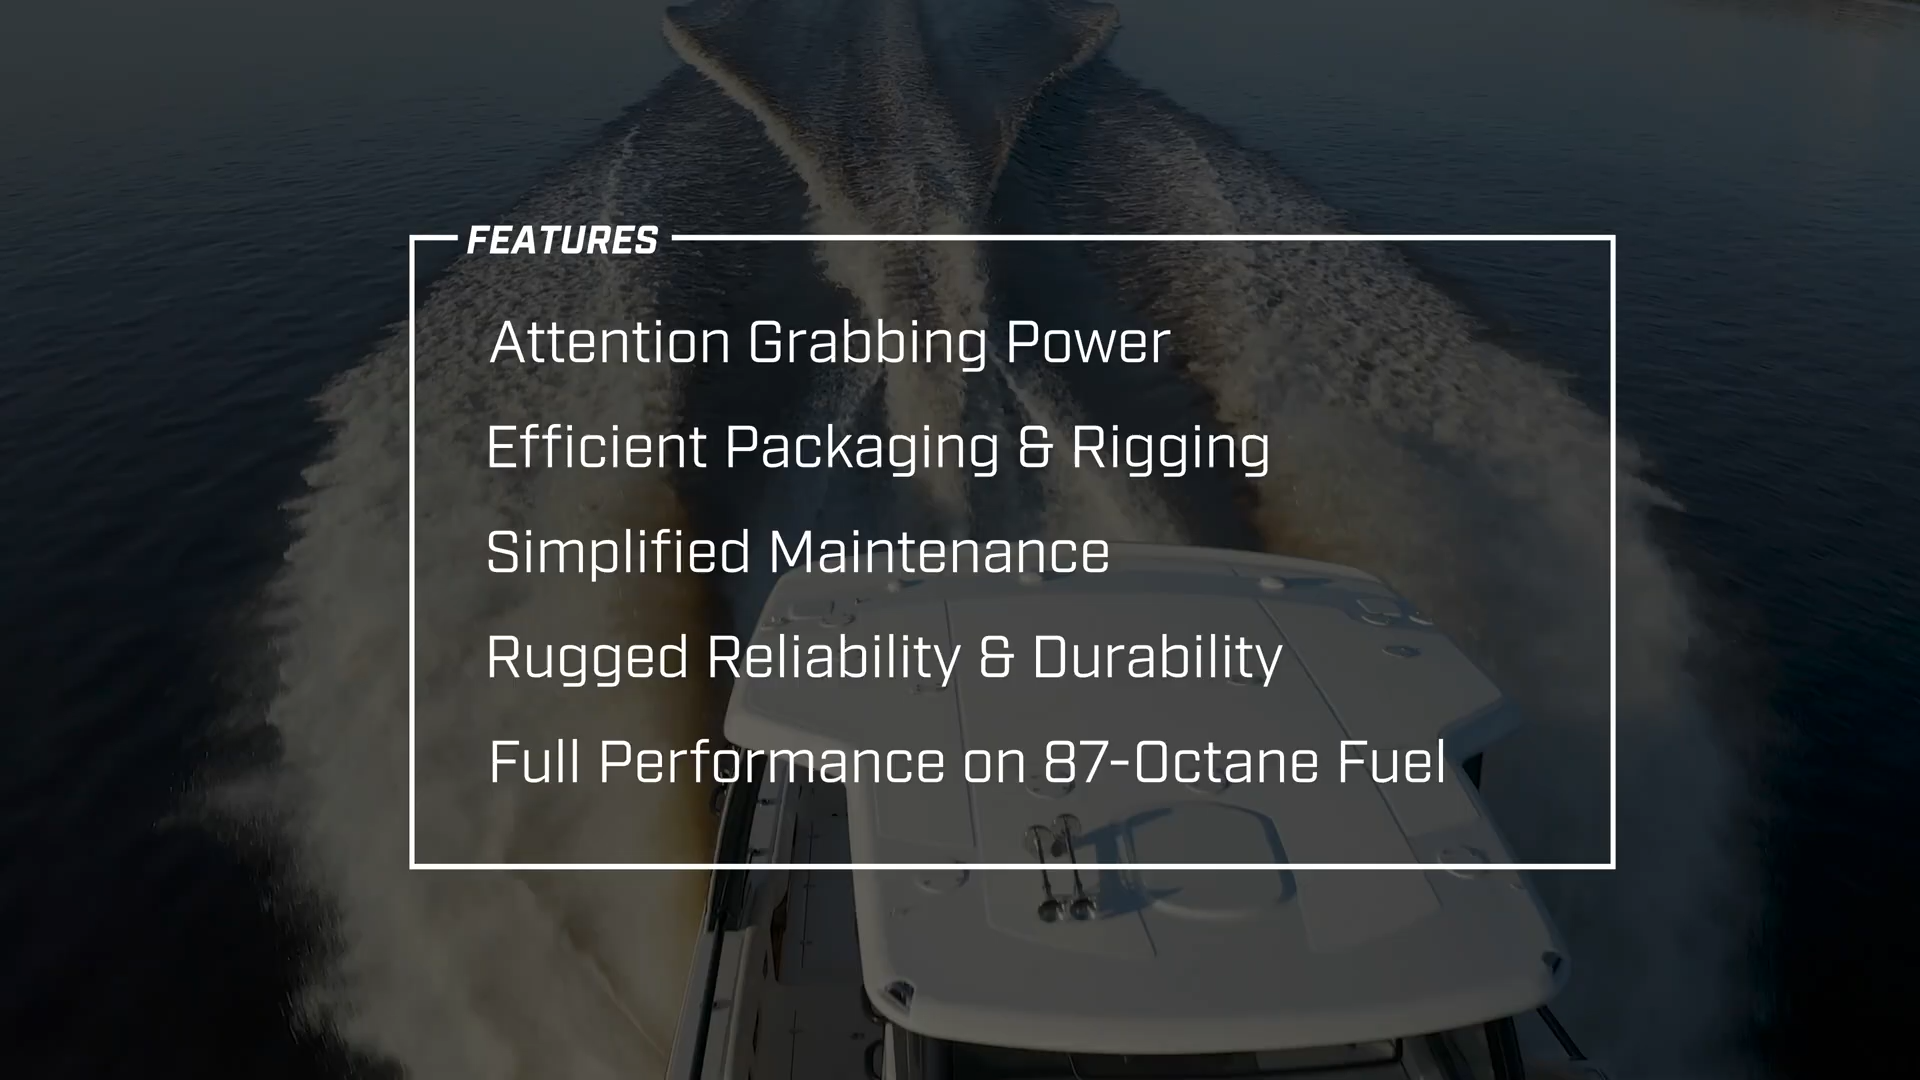 FEATURES
Attention Grabbing Power
Efficient Packaging & Rigging
Simplified Maintenance
Rugged Reliability & Durability
Full Performance on 87-Octane Fuel